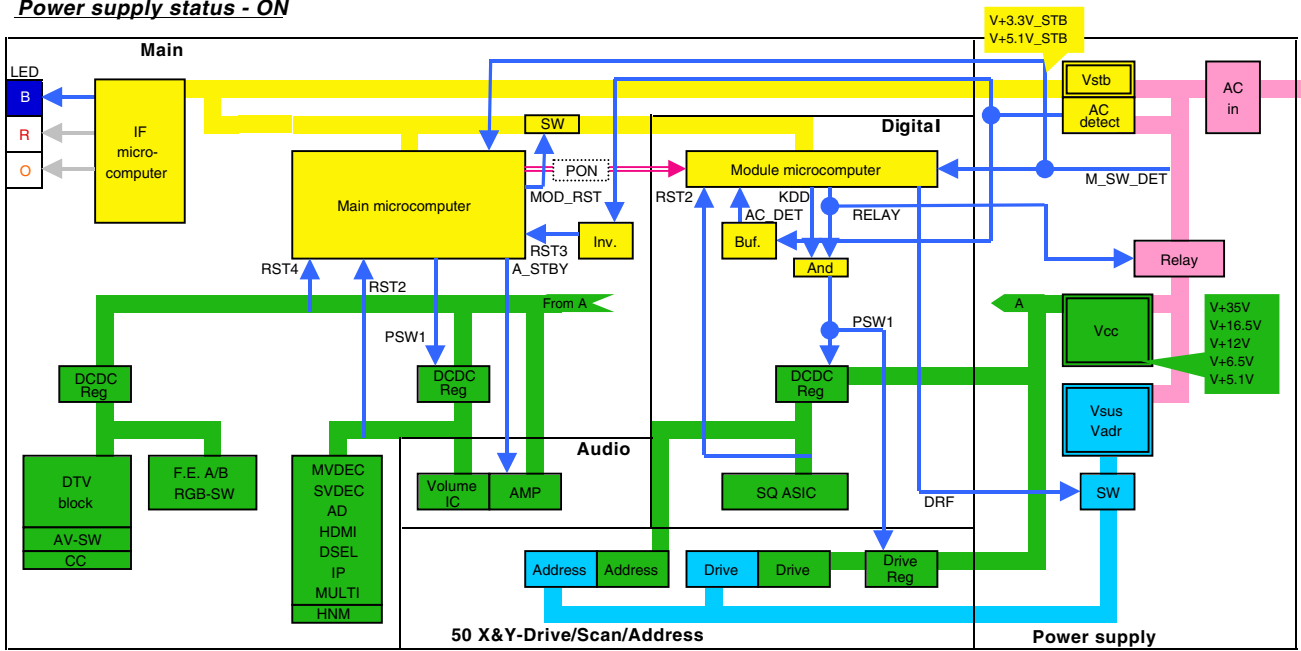 Power supply status - ON
V+3.3V_STB
V+5.1V_STB
Main
LED
B
R
O
IF
micro-
computer
SW
Digital
Vstb
AC
detect
AC
in
Main microcomputer
PON
MOD_RST
Module microcomputer
M_SW_DET
RST2
KDD
AC_DET
RELAY
RST3
Inv.
Buf.
A_STBY
And
Relay
RST4
RST2
From A
PSW1
PSW1
A
Vcc
V+35V
V+16.5V
V+12V
V+6.5V
V+5.1V
DCDC
Reg
DCDC
Reg
DCDC
Reg
Vsus
Vadr
Audio
DTV
block
AV-SW
CC
F.E. A/B
RGB-SW
MVDEC
SVDEC
AD
HDMI
DSEL
IP
MULTI
HNM
Volume
IC
AMP
SQ ASIC
DRF
SW
Address
Address
Drive
Drive
Drive
Reg
50 X&Y-Drive/Scan/Address
Power supply